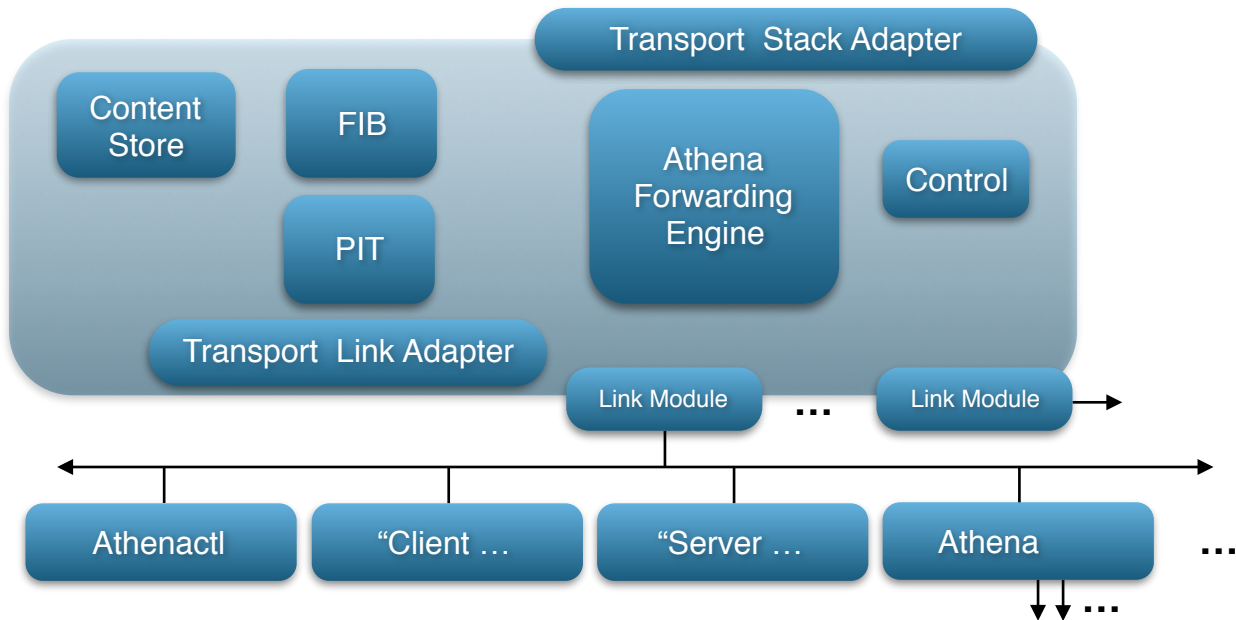 Transport Stack Adapter
Content
Store
FIB
Athena
Forwarding
Engine
Control
PIT
Transport Link Adapter
Link Module
...
Link Module
Athenactl
“Client ...
“Server ...
Athena
...
...